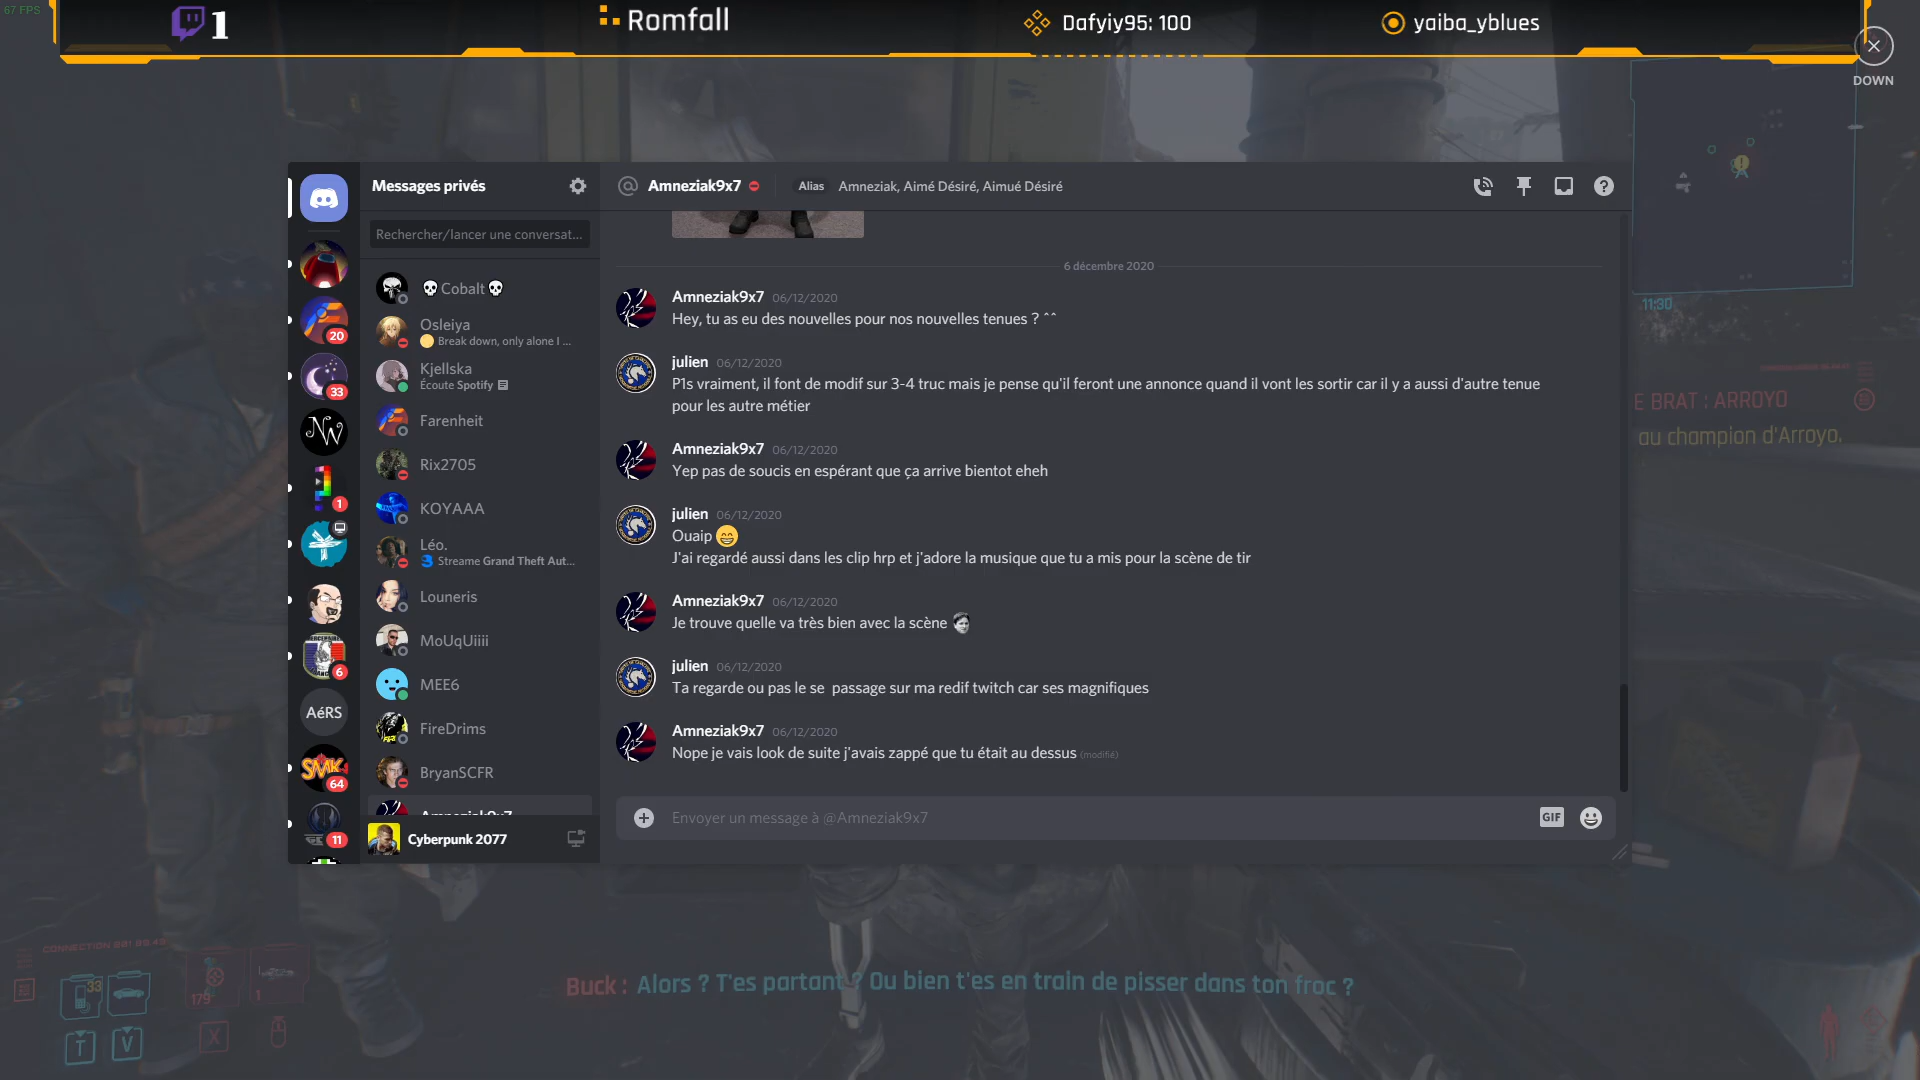 67 FPS
1
Romfall
Dafyiy95: 100
yaiba_yblues
DOWN
Messages privés
Rechercher/lancer une conversat...
💀Cobalt💀
Osleiya
Break down, only alone I ...
Kjellska
Écoute Spotify
Farenheit
Rix2705
KOYAAA
Léo.
Streame Grand Theft Aut...
Louneris
MoUqUiiii
MEE6
FireDrims
BryanSCFR
Amneziak9x7
Cyberpunk 2077
20
33
NW
1
6
AéRS
64
11
Amneziak9x7
Alias
Amneziak, Aimé Désiré, Aimué Désiré
6 décembre 2020
Amneziak9x7 06/12/2020
Hey, tu as eu des nouvelles pour nos nouvelles tenues ? ^^
julien 06/12/2020
P1s vraiment, il font de modif sur 3-4 truc mais je pense qu'il feront une annonce quand il vont les sortir car il y a aussi d'autre tenue
pour les autre métier
Amneziak9x7 06/12/2020
Yep pas de soucis en espérant que ça arrive bientot eheh
julien 06/12/2020
Ouaip 😄
J'ai regardé aussi dans les clip hrp et j'adore la musique que tu a mis pour la scène de tir
Amneziak9x7 06/12/2020
Je trouve quelle va très bien avec la scène
julien 06/12/2020
Ta regarde ou pas le se passage sur ma redif twitch car ses magnifiques
Amneziak9x7 06/12/2020
Nope je vais look de suite j'avais zappé que tu était au dessus (modifié)
Envoyer un message à @Amneziak9x7
GIF
11:30
E BRAT : ARROYO
au champion d'Arroyo.
33
179
1
T
V
X
Buck : Alors ? T'es partant ? Ou bien t'es en train de pisser dans ton froc ?